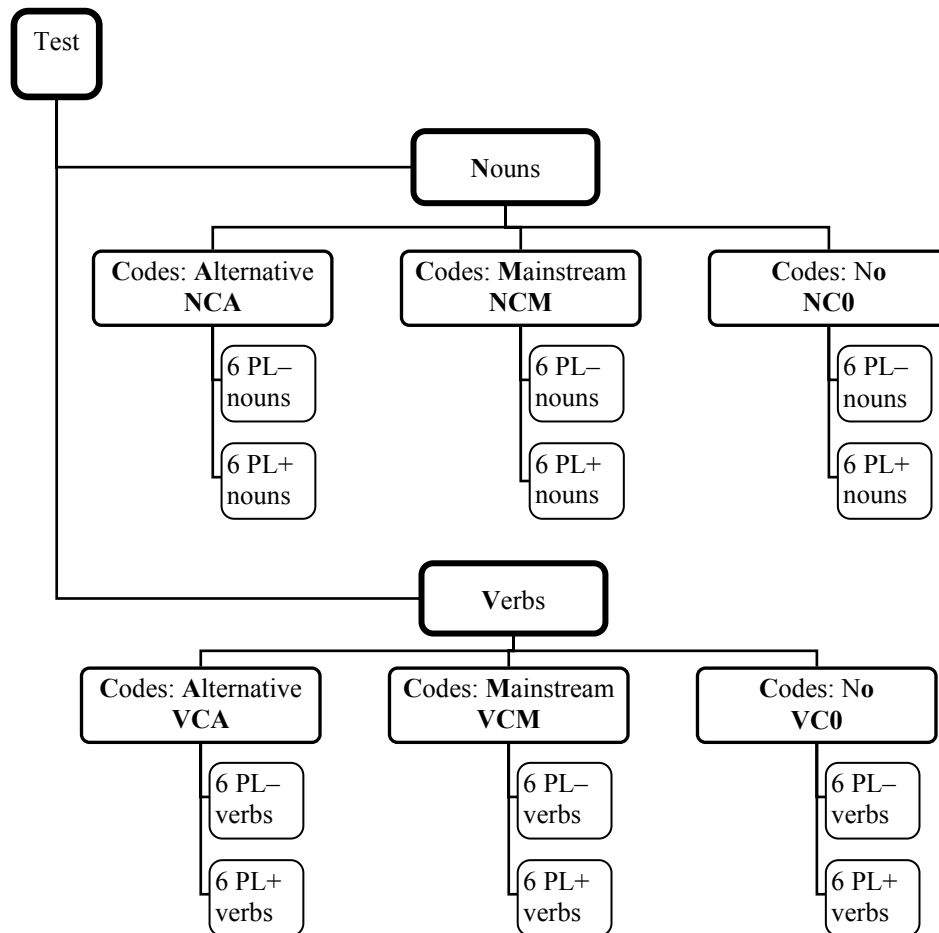 Test
Nouns
Codes: Alternative
NCA
Codes: Mainstream
NCM
Codes: No
NC0
6 PL–
nouns
6 PL–
nouns
6 PL–
nouns
6 PL+
nouns
6 PL+
nouns
6 PL+
nouns
Verbs
Codes: Alternative
VCA
Codes: Mainstream
VCM
Codes: No
VC0
6 PL–
verbs
6 PL–
verbs
6 PL–
verbs
6 PL+
verbs
6 PL+
verbs
6 PL+
verbs